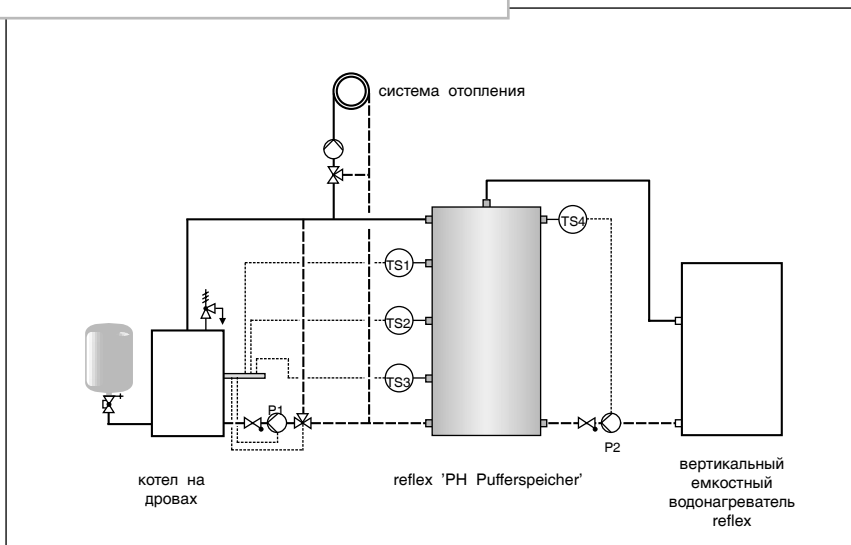 система отопления
TS4
TS1
TS2
TS3
P1
P2
котел на
дровах
reflex 'PH Pufferspeicher'
вертикальный
емкостный
водонагреватель
reflex